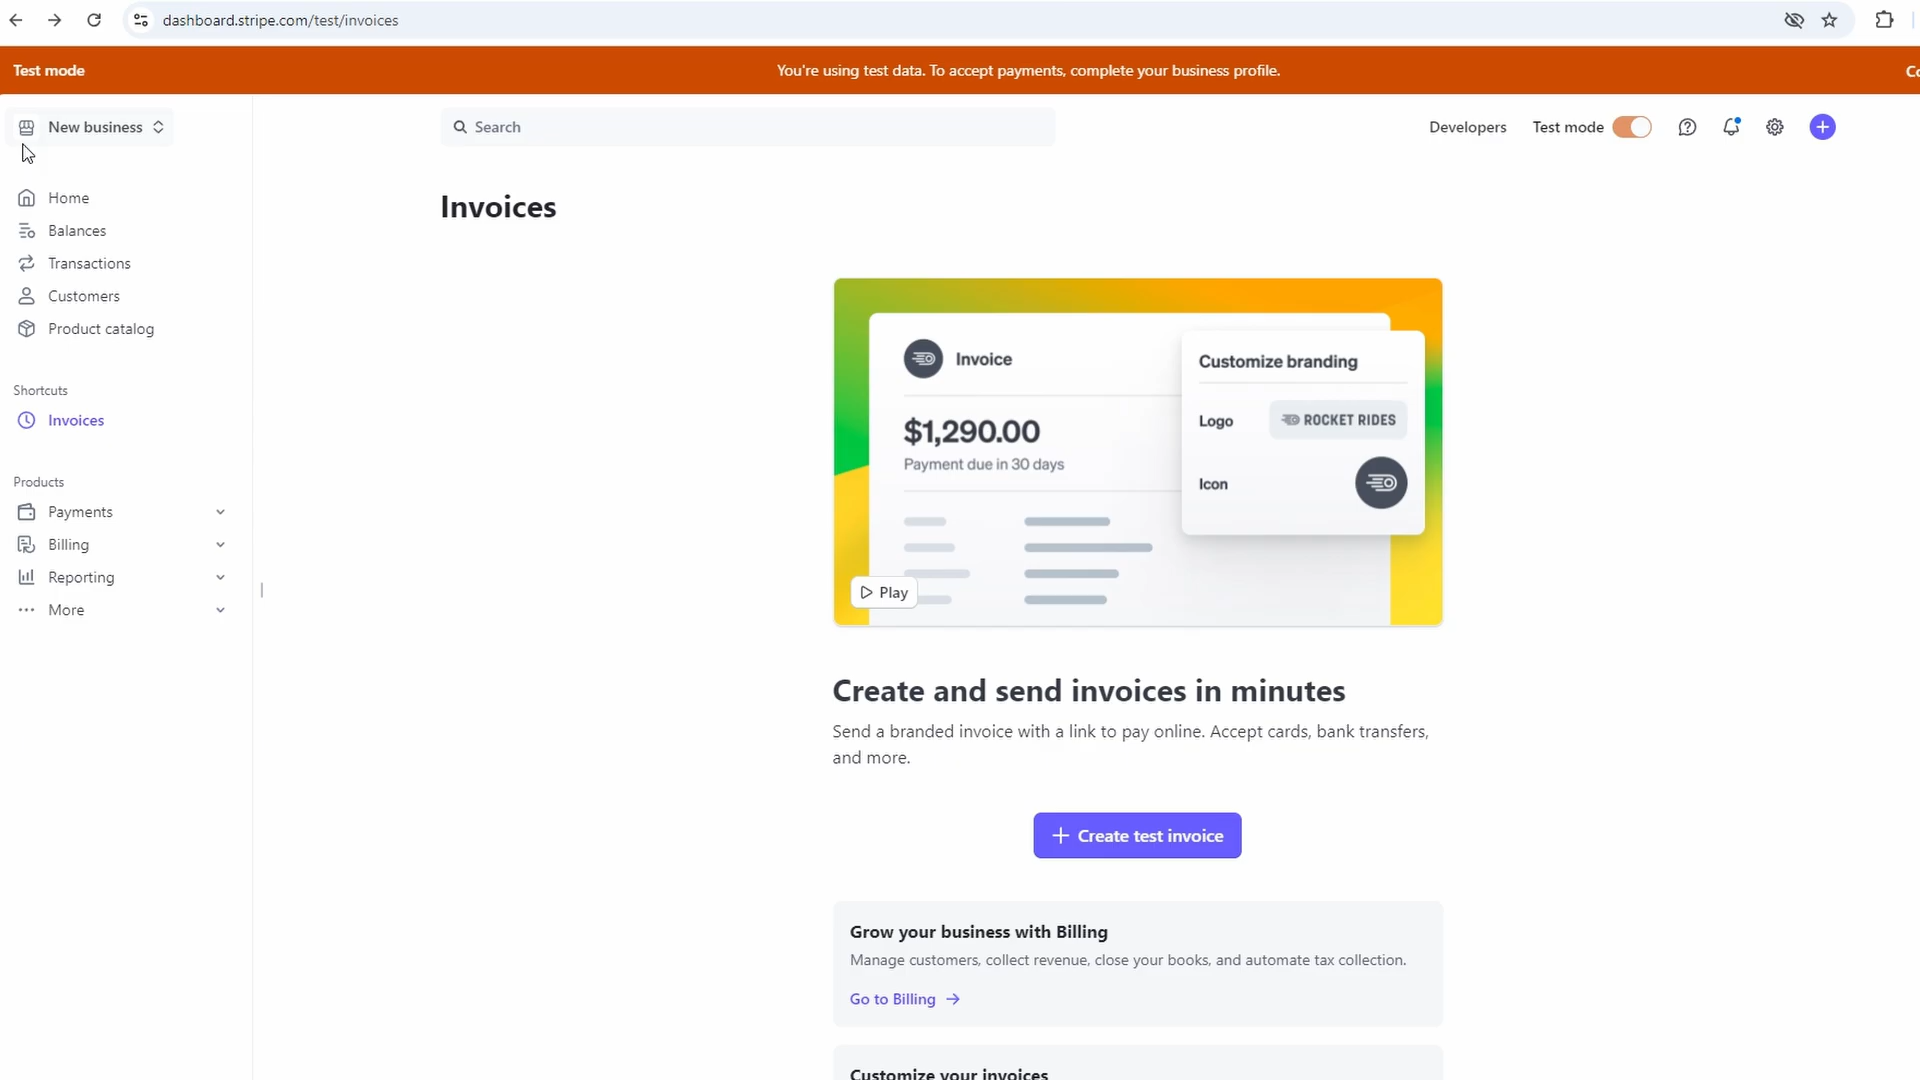 dashboard.stripe.com/test/invoices
Test mode
You're using test data. To accept payments, complete your business profile.
New business
Search
Developers
Test mode
Home
Balances
Transactions
Customers
Product catalog
Shortcuts
Invoices
Products
Payments
Billing
Reporting
More
Invoices
Invoice
$1,290.00
Payment due in 30 days
Customize branding
Logo
ROCKET RIDES
Icon
Play
Create and send invoices in minutes
Send a branded invoice with a link to pay online. Accept cards, bank transfers,
and more.
Create test invoice
Grow your business with Billing
Manage customers, collect revenue, close your books, and automate tax collection.
Go to Billing
Customize your invoices